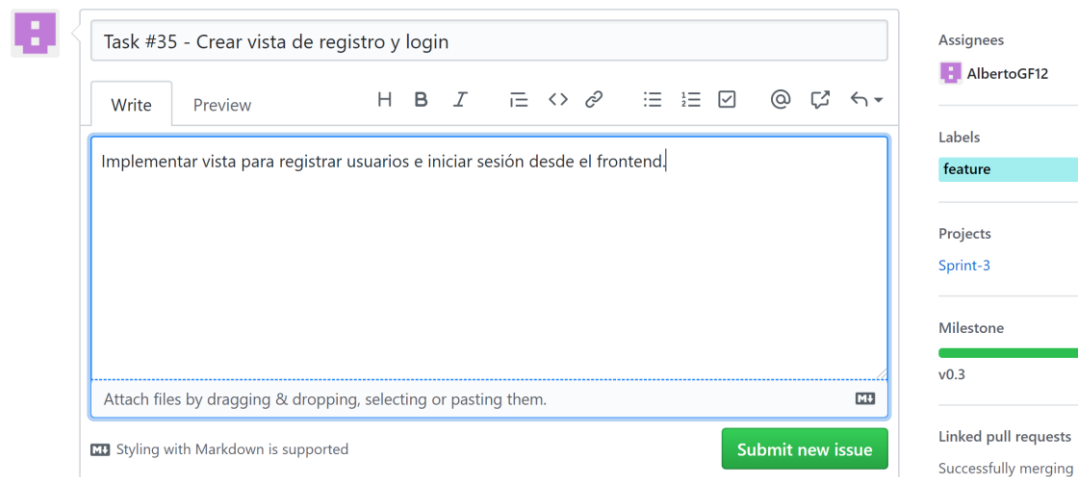 Task #35 - Crear vista de registro y login
Write
Preview
H B I
@
Implementar vista para registrar usuarios e iniciar sesión desde el frontend.
Attach files by dragging & dropping, selecting or pasting them.
Styling with Markdown is supported
Submit new issue
Assignees
AlbertoGF12
Labels
feature
Projects
Sprint-3
Milestone
v0.3
Linked pull requests
Successfully merging